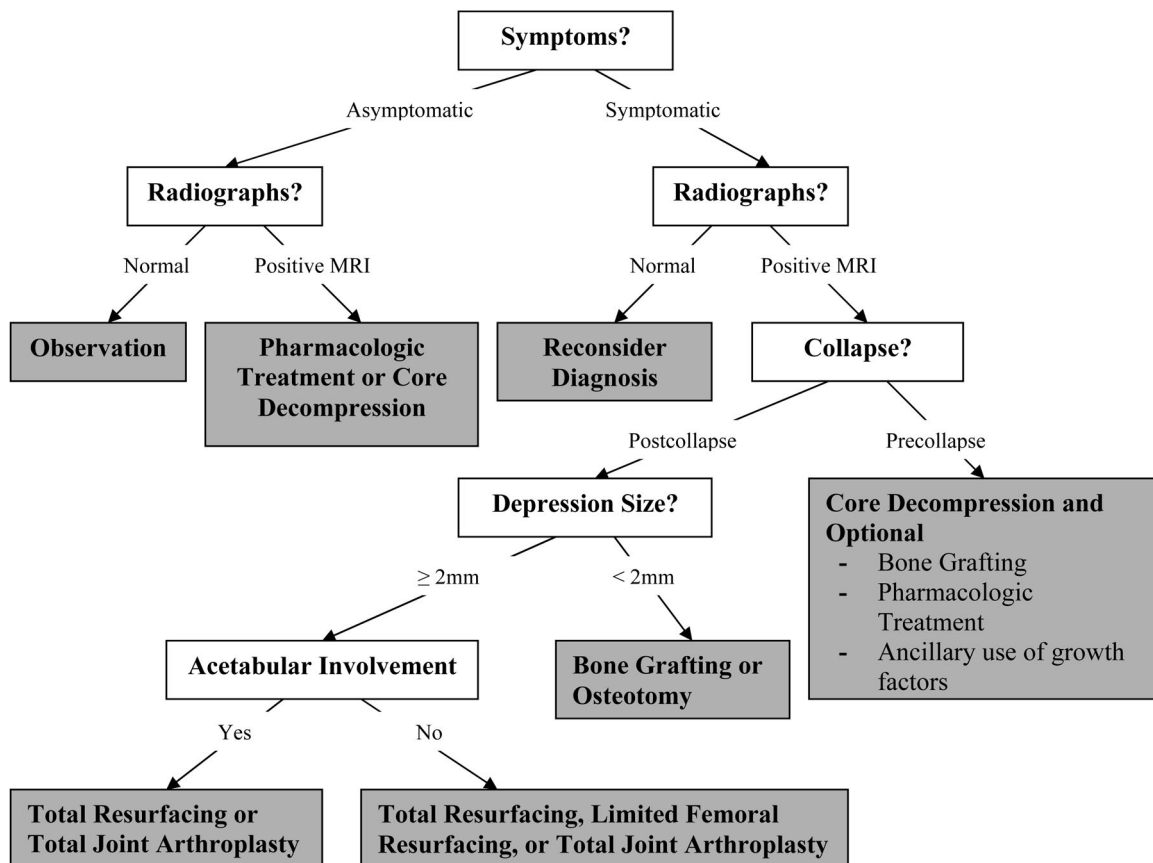 Symptoms?
Asymptomatic
Symptomatic
Radiographs?
Radiographs?
Normal
Positive MRI
Normal
Positive MRI
Observation
Pharmacologic
Treatment or Core
Decompression
Reconsider
Diagnosis
Collapse?
Postcollapse
Precollapse
Depression Size?
Core Decompression and
Optional
- Bone Grafting
- Pharmacologic
Treatment
- Ancillary use of growth
factors
≥ 2mm
< 2mm
Acetabular Involvement
Bone Grafting or
Osteotomy
Yes
No
Total Resurfacing or
Total Joint Arthroplasty
Total Resurfacing, Limited Femoral
Resurfacing, or Total Joint Arthroplasty